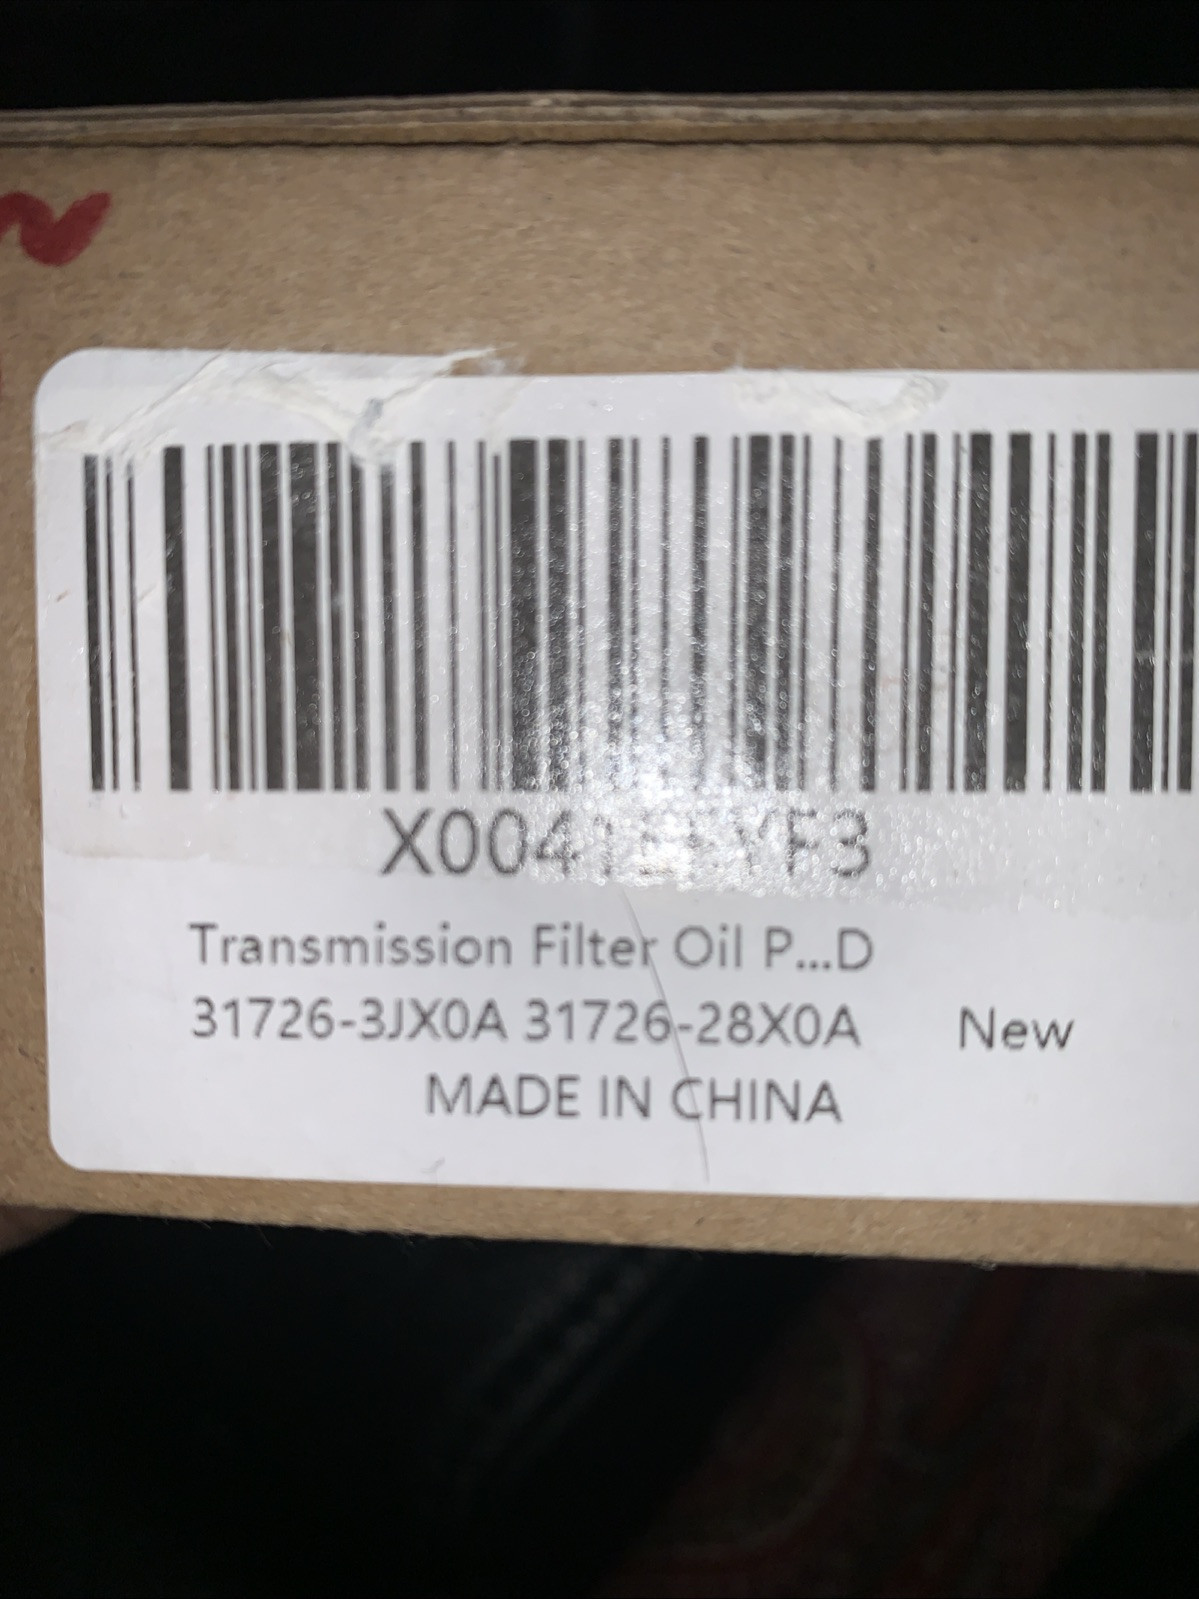 Transmission Filter Oil P...D
31726-3JX0A 31726-28X0A New
MADE IN CHINA